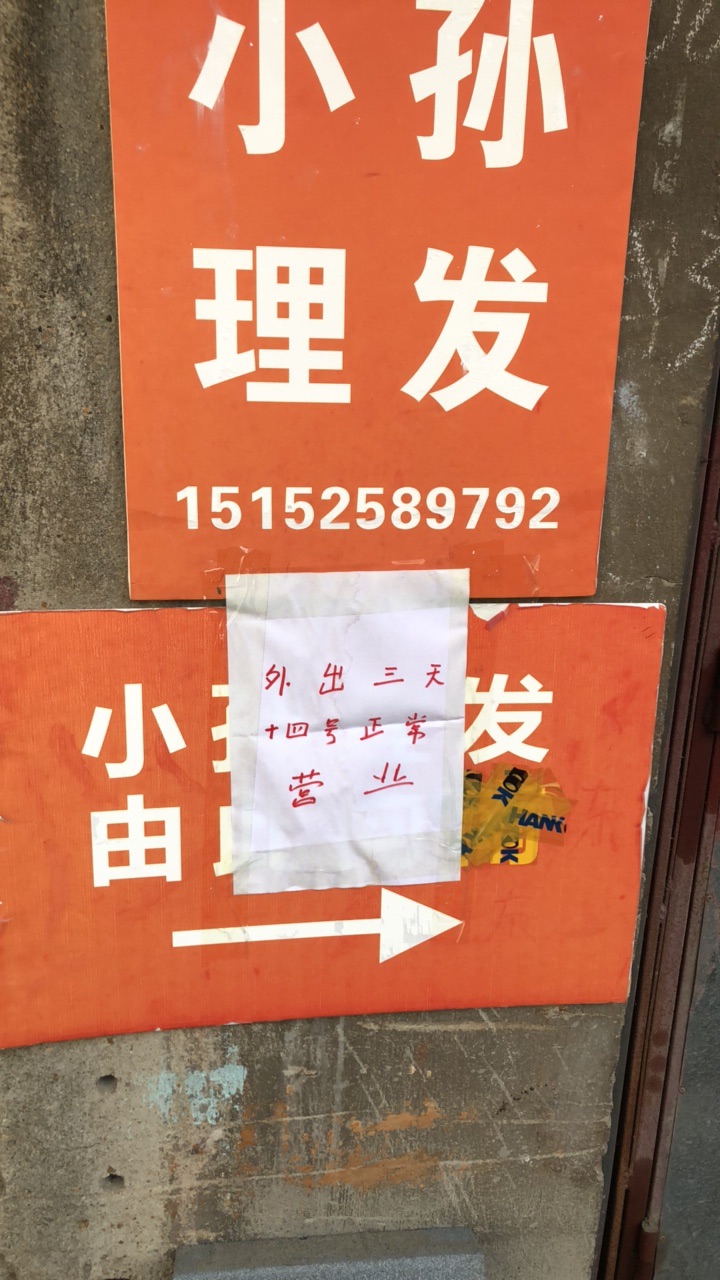 小孙
理发
15152589792
外出三天
十四号正常
营业
小 发
由
HANK